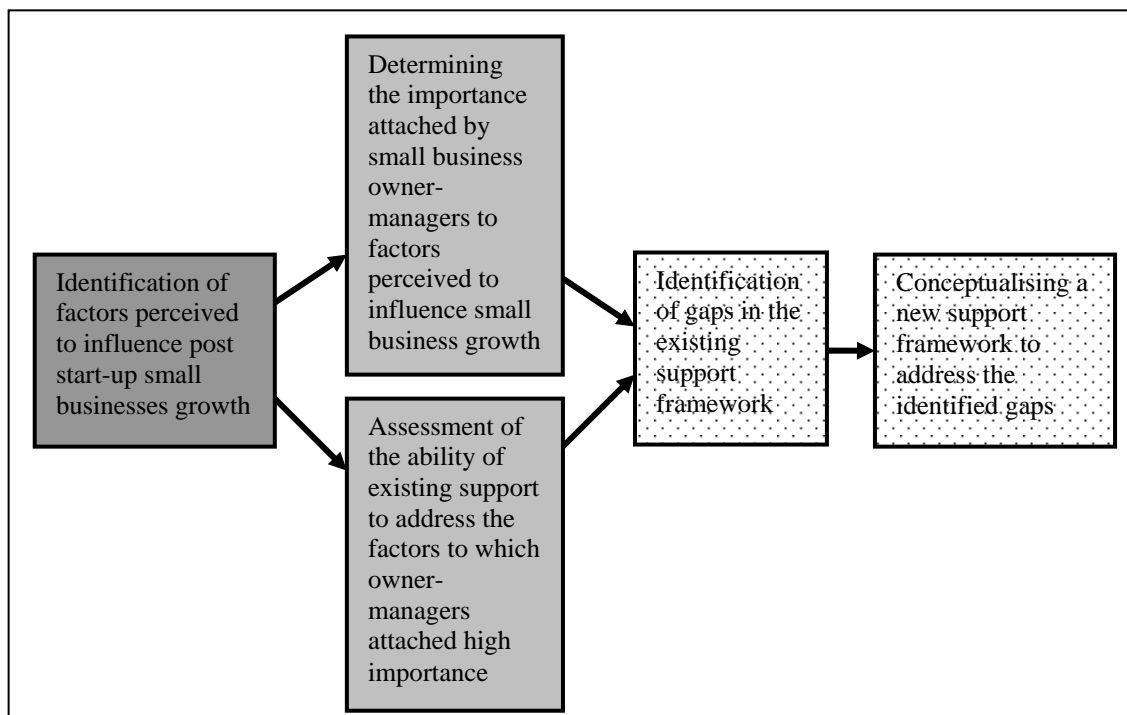 Identification of
factors perceived
to influence post
start-up small
businesses growth
Determining
the importance
attached by
small business
owner-
managers to
factors
perceived to
influence small
business growth
Assessment of
the ability of
existing support
to address the
factors to which
owner-
managers
attached high
importance
Identification
of gaps in the
existing
support
framework
Conceptualising a
new support
framework to
address the
identified gaps